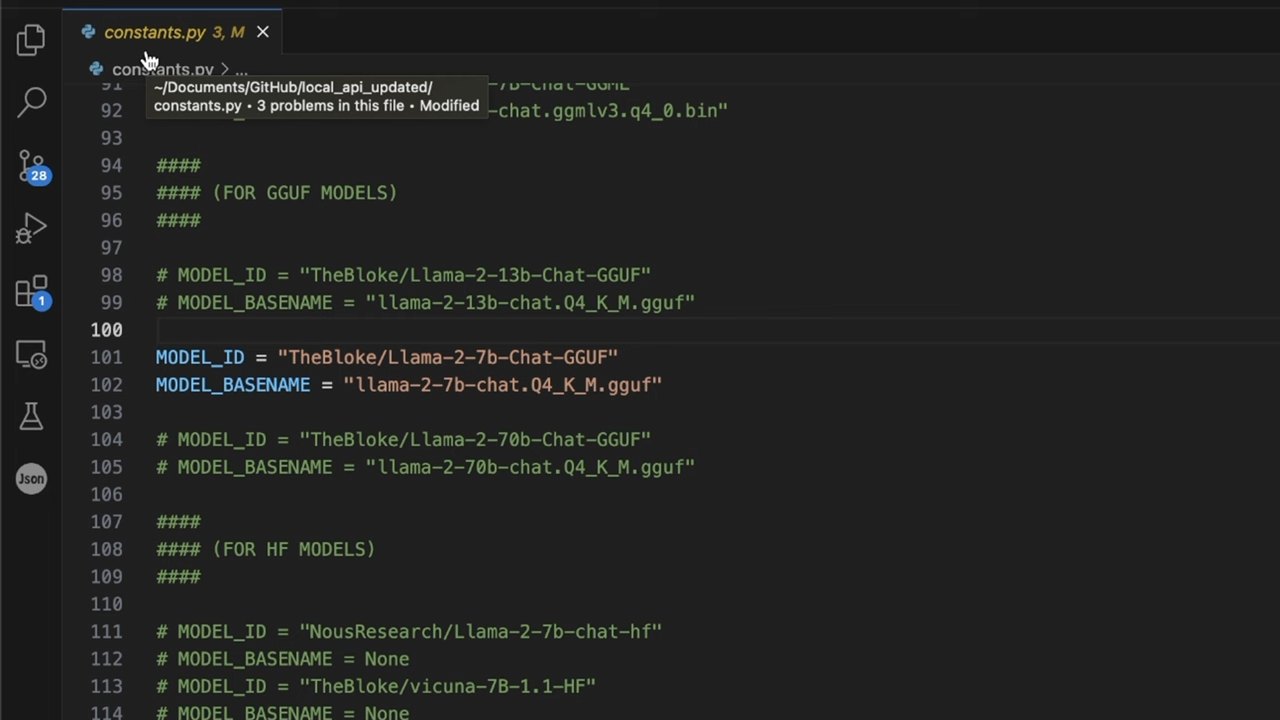 constants.py 3, M
constants.py > ...
~/Documents/GitHub/local_api_updated/
constants.py • 3 problems in this file • Modified
91 -7B-Chat-GGML
92 -chat.ggmlv3.q4_0.bin"
93
94 ####
95 #### (FOR GGUF MODELS)
96 ####
97
98 # MODEL_ID = "TheBloke/Llama-2-13b-Chat-GGUF"
99 # MODEL_BASENAME = "llama-2-13b-chat.Q4_K_M.gguf"
100
101 MODEL_ID = "TheBloke/Llama-2-7b-Chat-GGUF"
102 MODEL_BASENAME = "llama-2-7b-chat.Q4_K_M.gguf"
103
104 # MODEL_ID = "TheBloke/Llama-2-70b-Chat-GGUF"
105 # MODEL_BASENAME = "llama-2-70b-chat.Q4_K_M.gguf"
106
107 ####
108 #### (FOR HF MODELS)
109 ####
110
111 # MODEL_ID = "NousResearch/Llama-2-7b-chat-hf"
112 # MODEL_BASENAME = None
113 # MODEL_ID = "TheBloke/vicuna-7B-1.1-HF"
114 # MODEL_BASENAME = None
28
1
Json